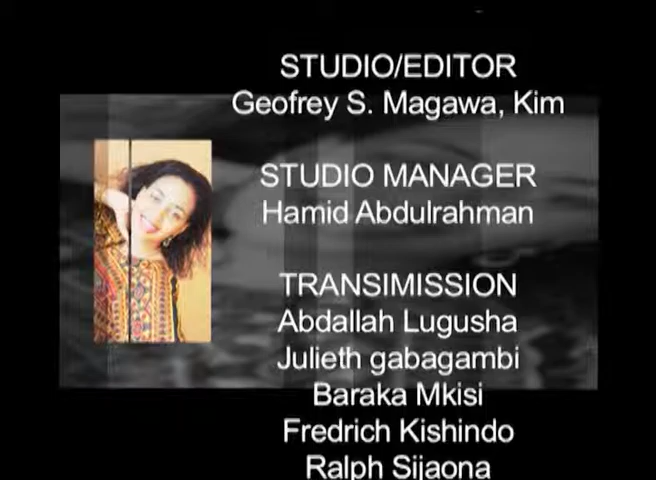 STUDIO/EDITOR
Geofrey S. Magawa, Kim
STUDIO MANAGER
Hamid Abdulrahman
TRANSIMISSION
Abdallah Lugusha
Julieth gabagambi
Baraka Mkisi
Fredrich Kishindo
Ralph Sijaona